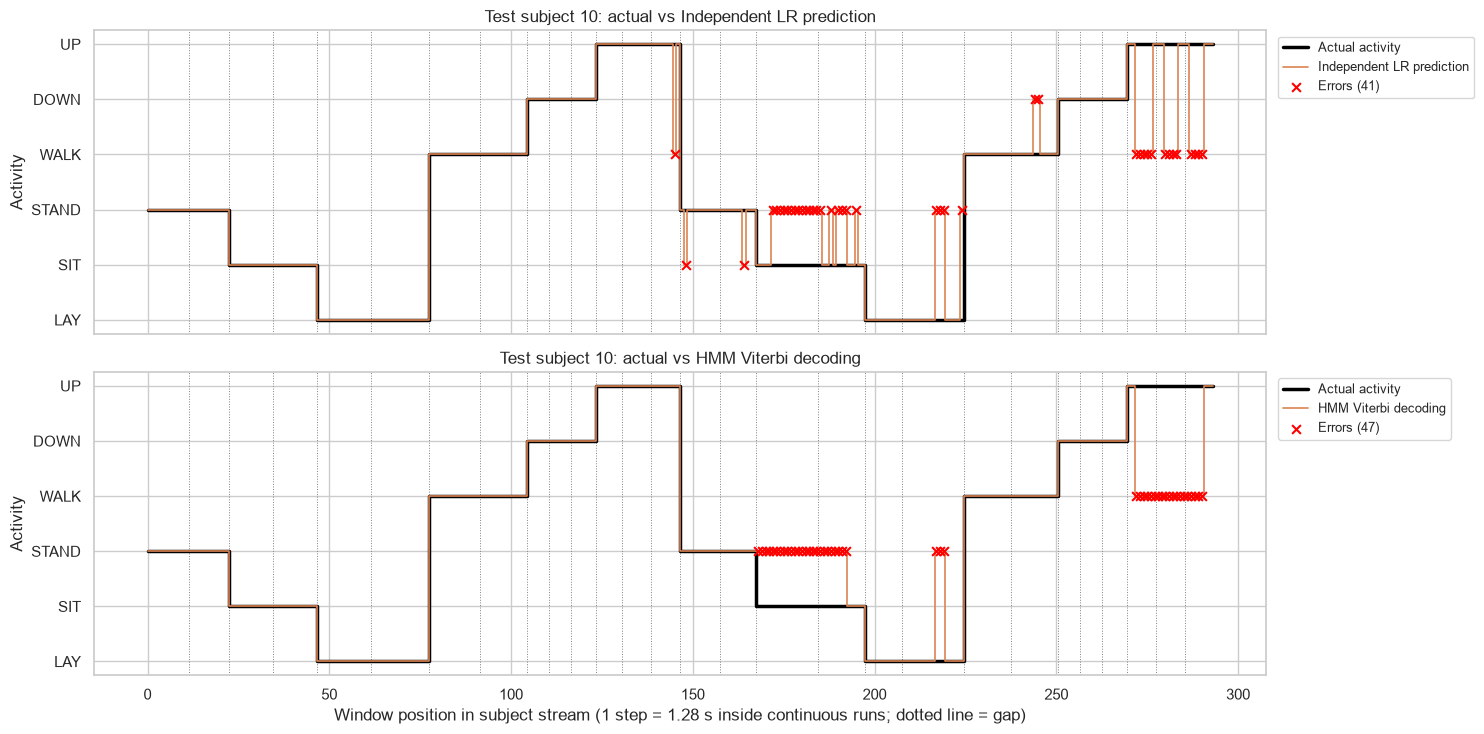 Test subject 10: actual vs Independent LR prediction
UP
DOWN
WALK
STAND
SIT
LAY
Activity
Actual activity
Independent LR prediction
Errors (41)
Test subject 10: actual vs HMM Viterbi decoding
UP
DOWN
WALK
STAND
SIT
LAY
Activity
Actual activity
HMM Viterbi decoding
Errors (47)
0 50 100 150 200 250 300
Window position in subject stream (1 step = 1.28 s inside continuous runs; dotted line = gap)